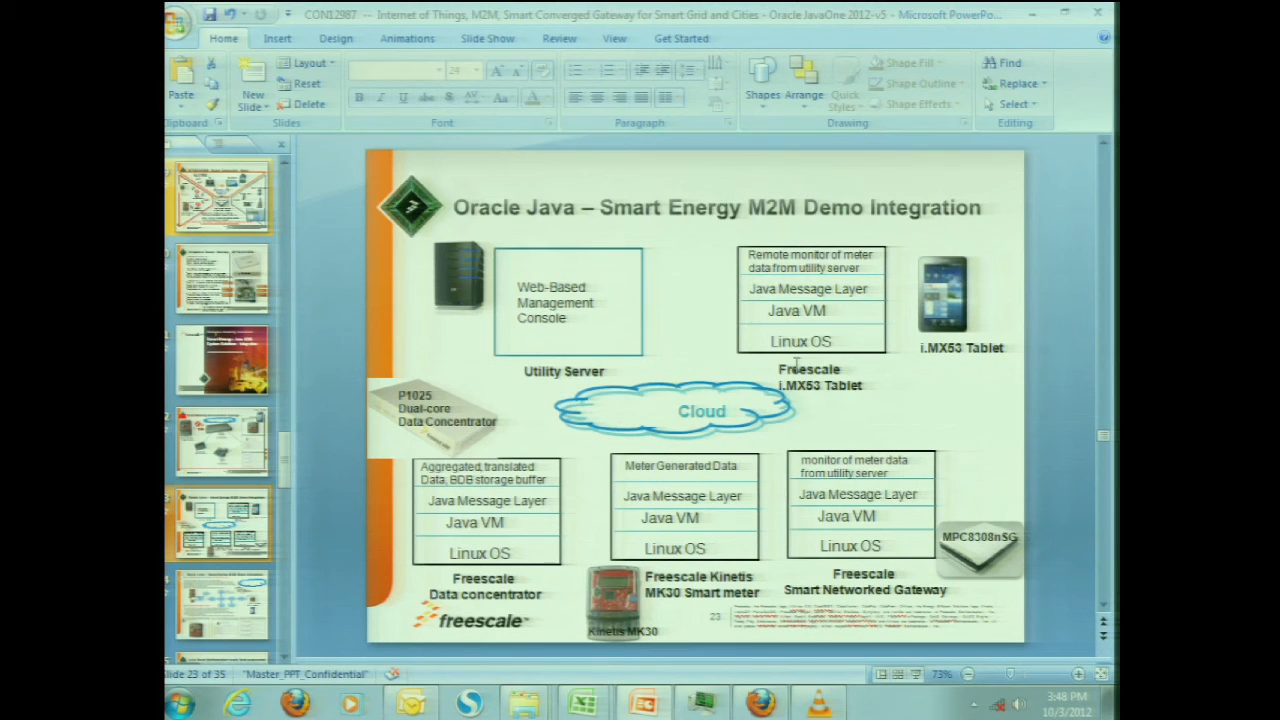 CON12987 - Internet of Things, M2M, Smart Converged Gateway for Smart Grid and Cities - Oracle JavaOne 2012-v5 - Microsoft PowerPo...
Home Insert Design Animations Slide Show Review View Get Started
Paste
New
Slide
Layout
Reset
Delete
24
Shapes Arrange Quick
Styles
Shape Fill
Shape Outline
Shape Effects
Find
Replace
Select
Clipboard Slides Font Paragraph Drawing Editing
Oracle Java – Smart Energy M2M Demo Integration
Web-Based
Management
Console
Utility Server
Remote monitor of meter
data from utility server
Java Message Layer
Java VM
Linux OS
Freescale
i.MX53 Tablet
i.MX53 Tablet
P1025
Dual-core
Data Concentrator
Cloud
Aggregated, translated
Data, BDB storage buffer
Java Message Layer
Java VM
Linux OS
Freescale
Data concentrator
Meter Generated Data
Java Message Layer
Java VM
Linux OS
Freescale Kinetis
MK30 Smart meter
Kinetis MK30
monitor of meter data
from utility server
Java Message Layer
Java VM
Linux OS
Freescale
Smart Networked Gateway
MPC8308nSG
freescale™
23
Slide 23 of 35 "Master_PPT_Confidential" 73%
3:48 PM
10/3/2012